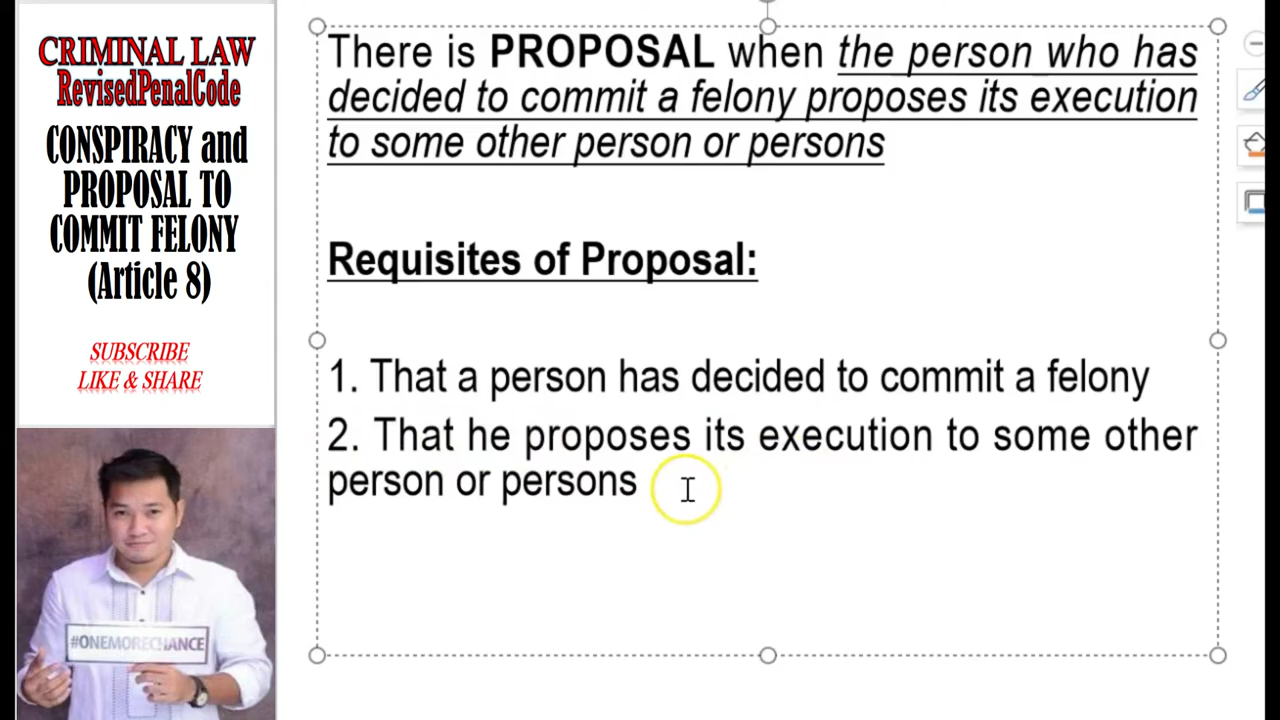 CRIMINAL LAW
RevisedPenalCode
CONSPIRACY and
PROPOSAL TO
COMMIT FELONY
(Article 8)
SUBSCRIBE
LIKE & SHARE
#ONEMORECHANCE
There is PROPOSAL when the person who has
decided to commit a felony proposes its execution
to some other person or persons
Requisites of Proposal:
1. That a person has decided to commit a felony
2. That he proposes its execution to some other
person or persons